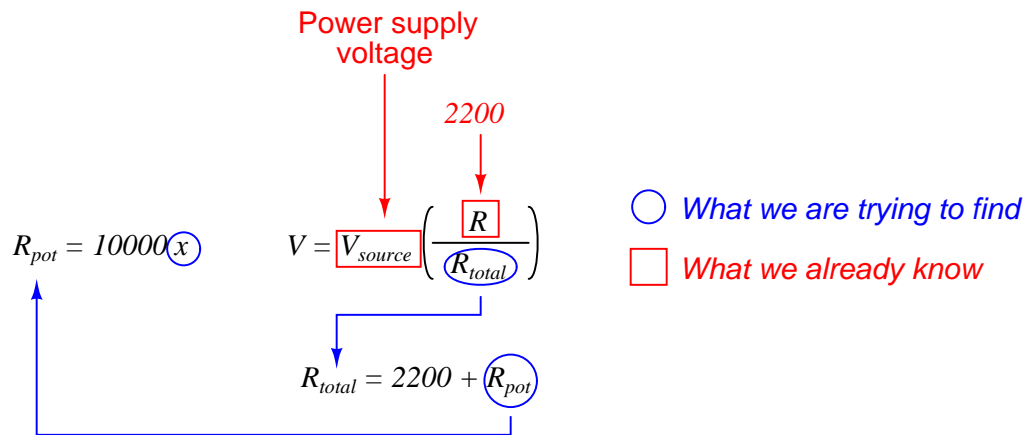 Power supply
voltage
2200
R_pot = 10000 x
V = V_source ( R / R_total )
What we are trying to find
What we already know
R_total = 2200 + R_pot